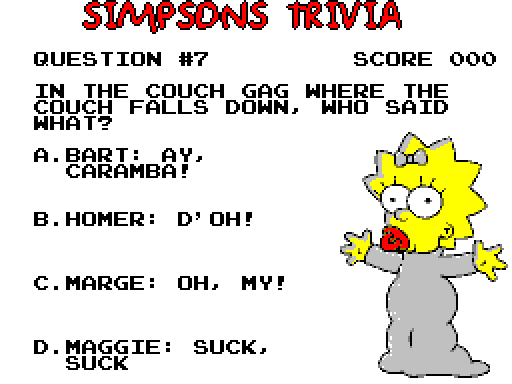 SIMPSONS TRIVIA
QUESTION #7 SCORE 000
IN THE COUCH GAG WHERE THE
COUCH FALLS DOWN, WHO SAID
WHAT?
A.BART: AY,
CARAMBA!
B.HOMER: D'OH!
C.MARGE: OH, MY!
D.MAGGIE: SUCK,
SUCK